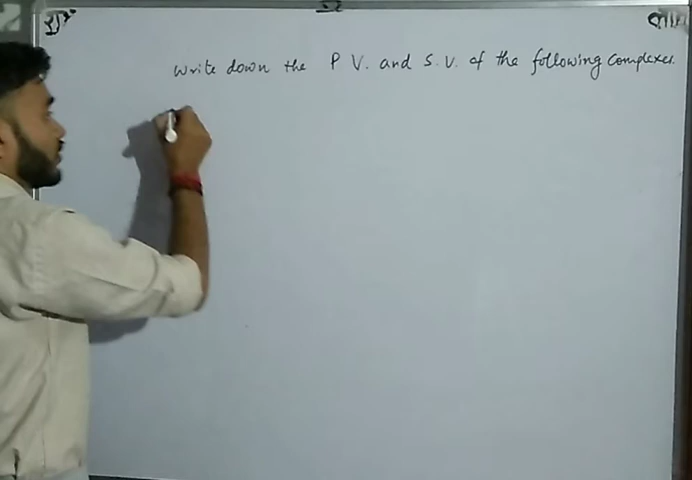 Write down the P V. and S. V. of the following complexes.